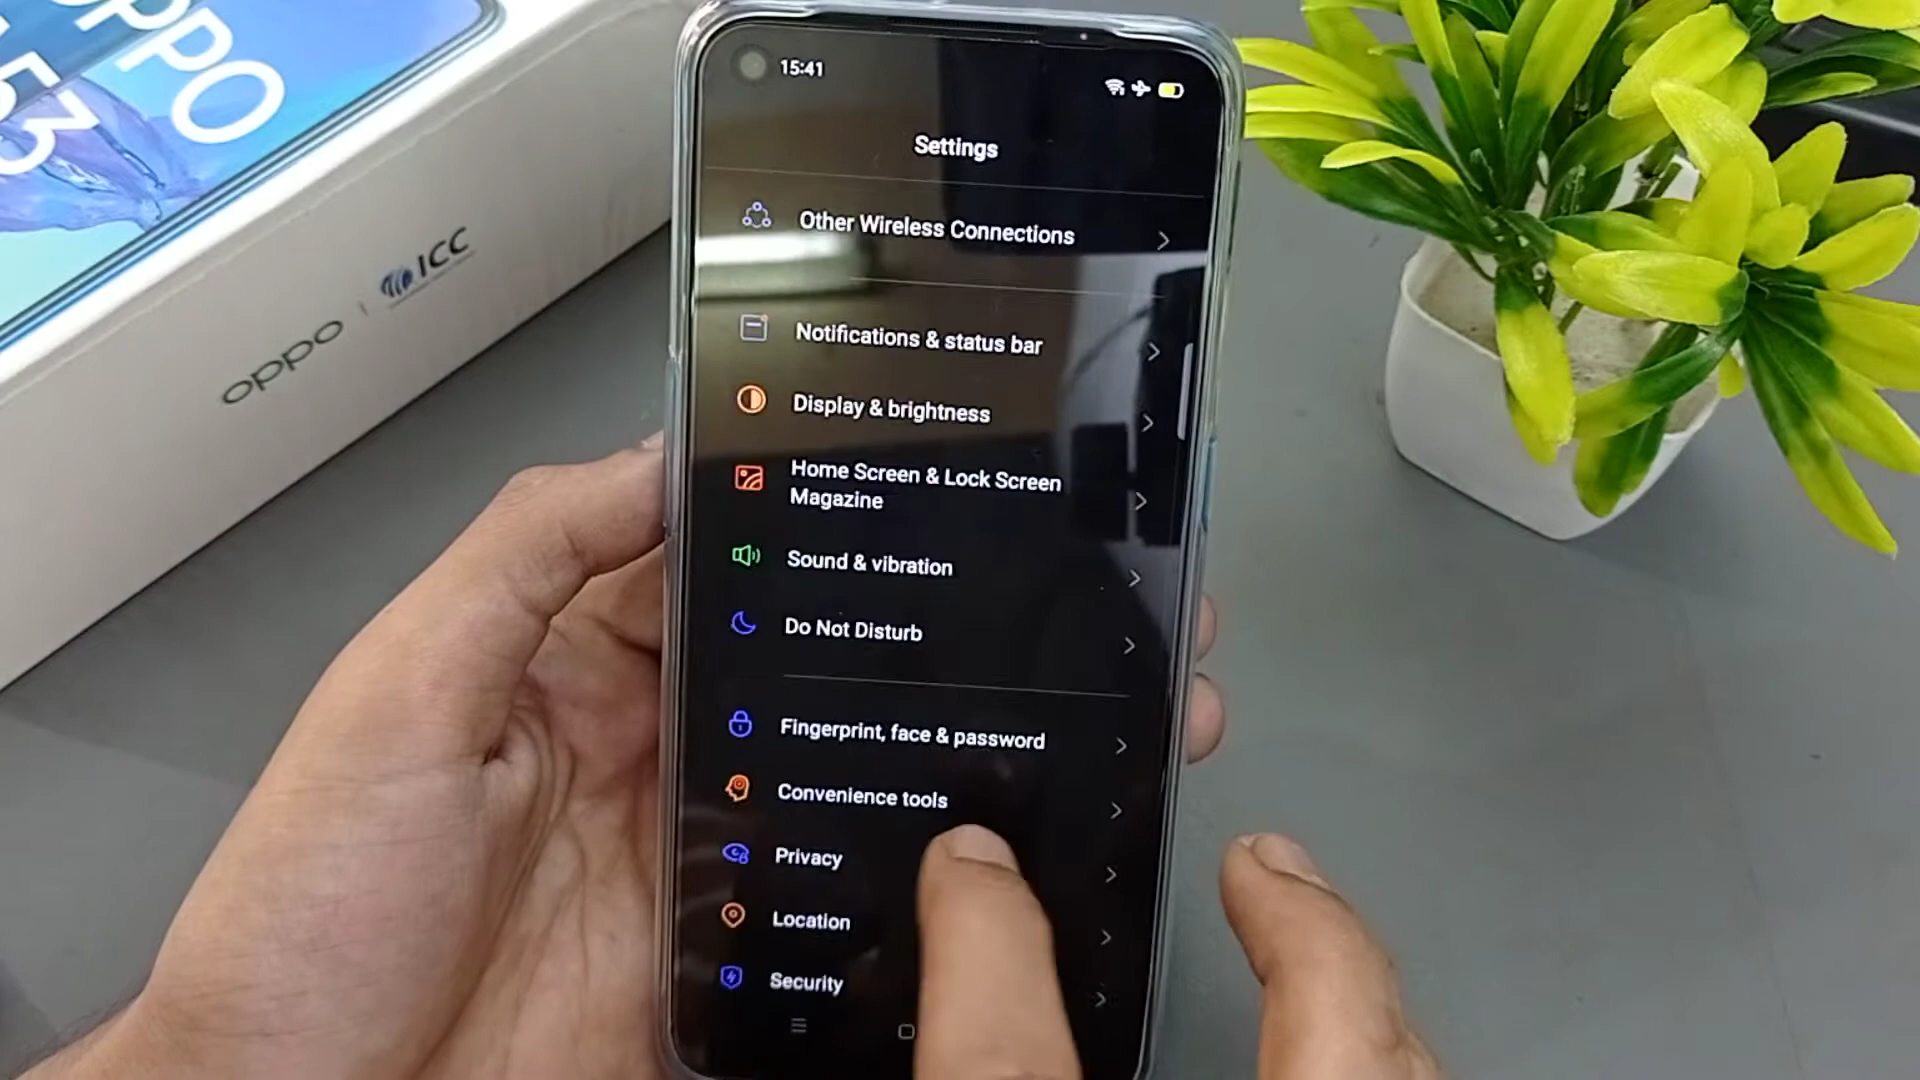 OPPO
53
oppo
ICC
15:41
Settings
Other Wireless Connections
Notifications & status bar
Display & brightness
Home Screen & Lock Screen
Magazine
Sound & vibration
Do Not Disturb
Fingerprint, face & password
Convenience tools
Privacy
Location
Security